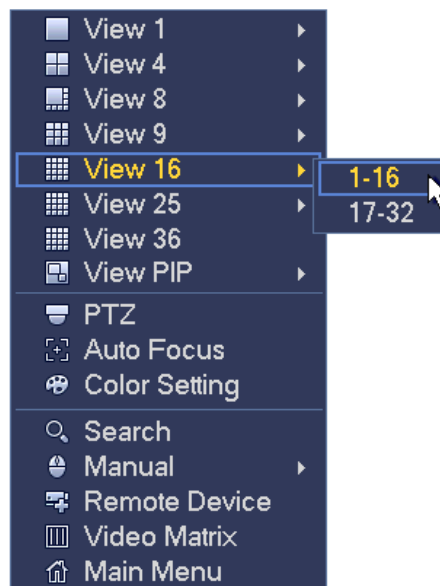 View 1
View 4
View 8
View 9
View 16
1-16
View 25
17-32
View 36
View PIP
PTZ
Auto Focus
Color Setting
Search
Manual
Remote Device
Video Matrix
Main Menu